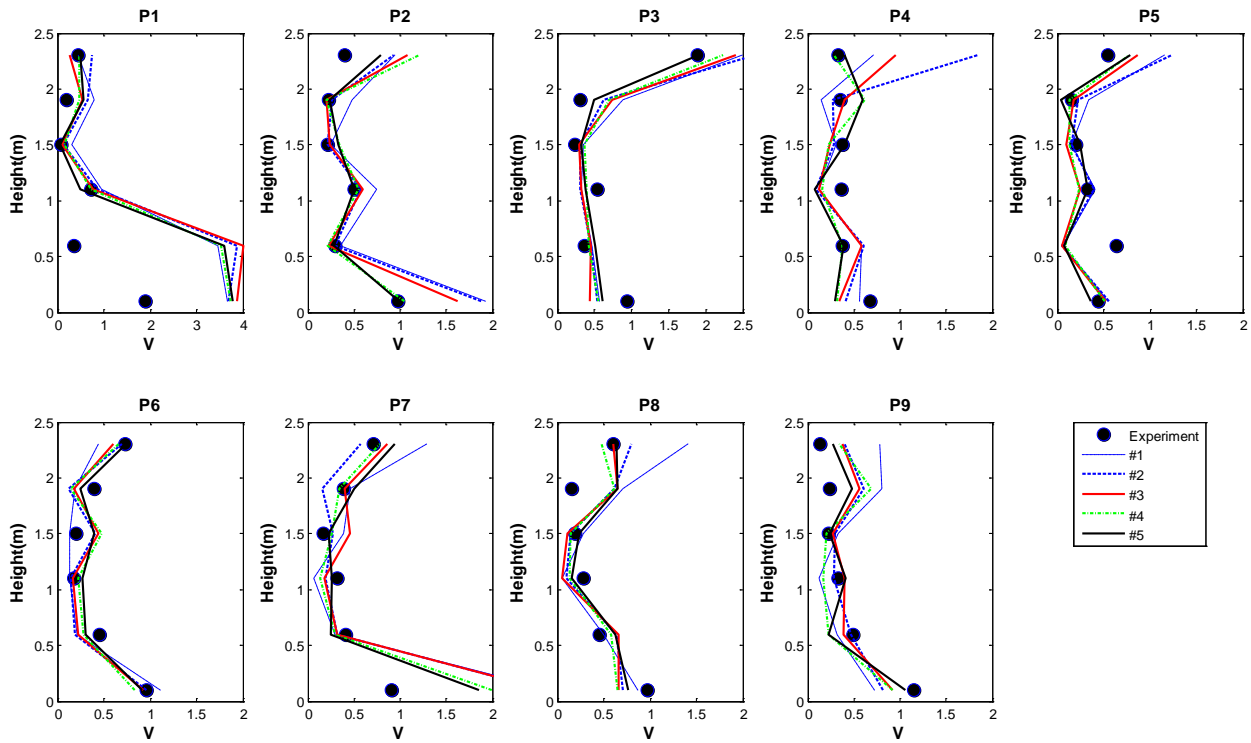 P1 P2 P3 P4 P5
2.5 2.5 2.5 2.5 2.5
2 2 2 2 2
1.5 1.5 1.5 1.5 1.5
Height(m) Height(m) Height(m) Height(m) Height(m)
1 1 1 1 1
0.5 0.5 0.5 0.5 0.5
0 0 0 0 0
0 1 2 3 4 0 0.5 1 1.5 2 0 0.5 1 1.5 2 2.5 0 0.5 1 1.5 2 0 0.5 1 1.5 2
V V V V V
P6 P7 P8 P9
2.5 2.5 2.5 2.5
Experiment
2 2 2 2
#1
#2
1.5 1.5 1.5 1.5
#3
Height(m) Height(m) Height(m) Height(m)
#4
#5
1 1 1 1
0.5 0.5 0.5 0.5
0 0 0 0
0 0.5 1 1.5 2 0 0.5 1 1.5 2 0 0.5 1 1.5 2 0 0.5 1 1.5 2
V V V V